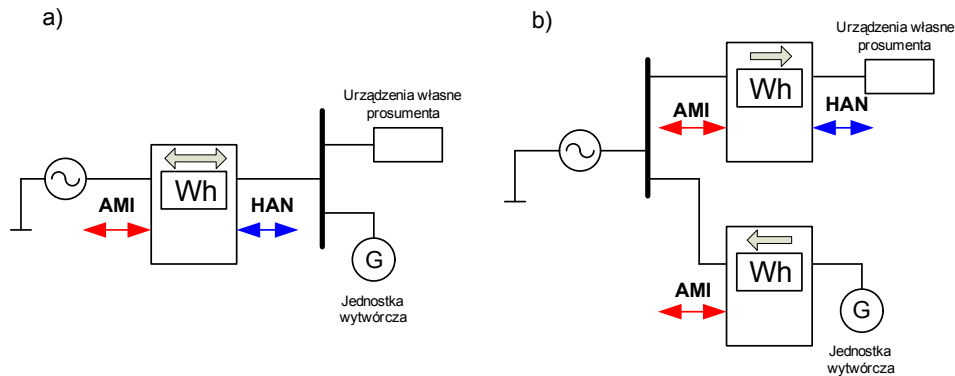 a)
Urządzenia własne
prosumenta
Wh
AMI
HAN
G
Jednostka
wytwórcza
b)
Urządzenia własne
prosumenta
Wh
AMI
HAN
Wh
AMI
G
Jednostka
wytwórcza